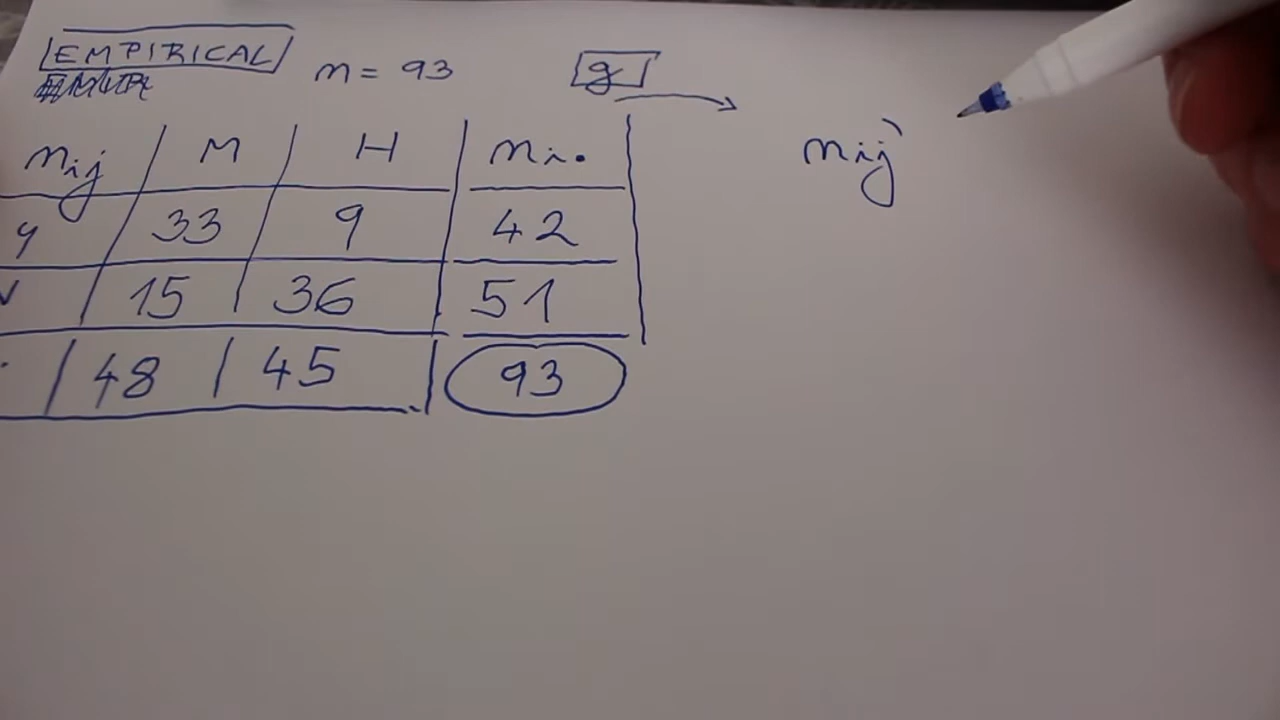 EMPIRICAL n = 93 g
nij M H ni.
y 33 9 42
15 36 51
. 48 45 93
nij